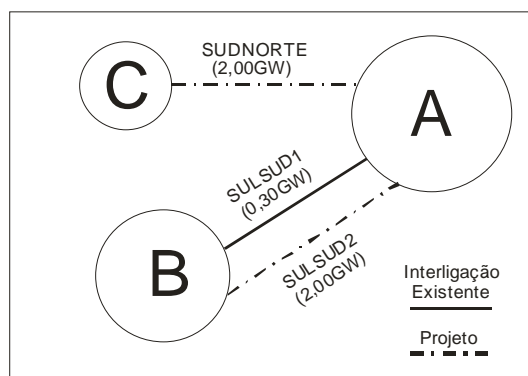 SUDNORTE
(2,00GW)
C
A
SULSUD1
(0,30GW)
B
SULSUD2
(2,00GW)
Interligação
Existente
Projeto